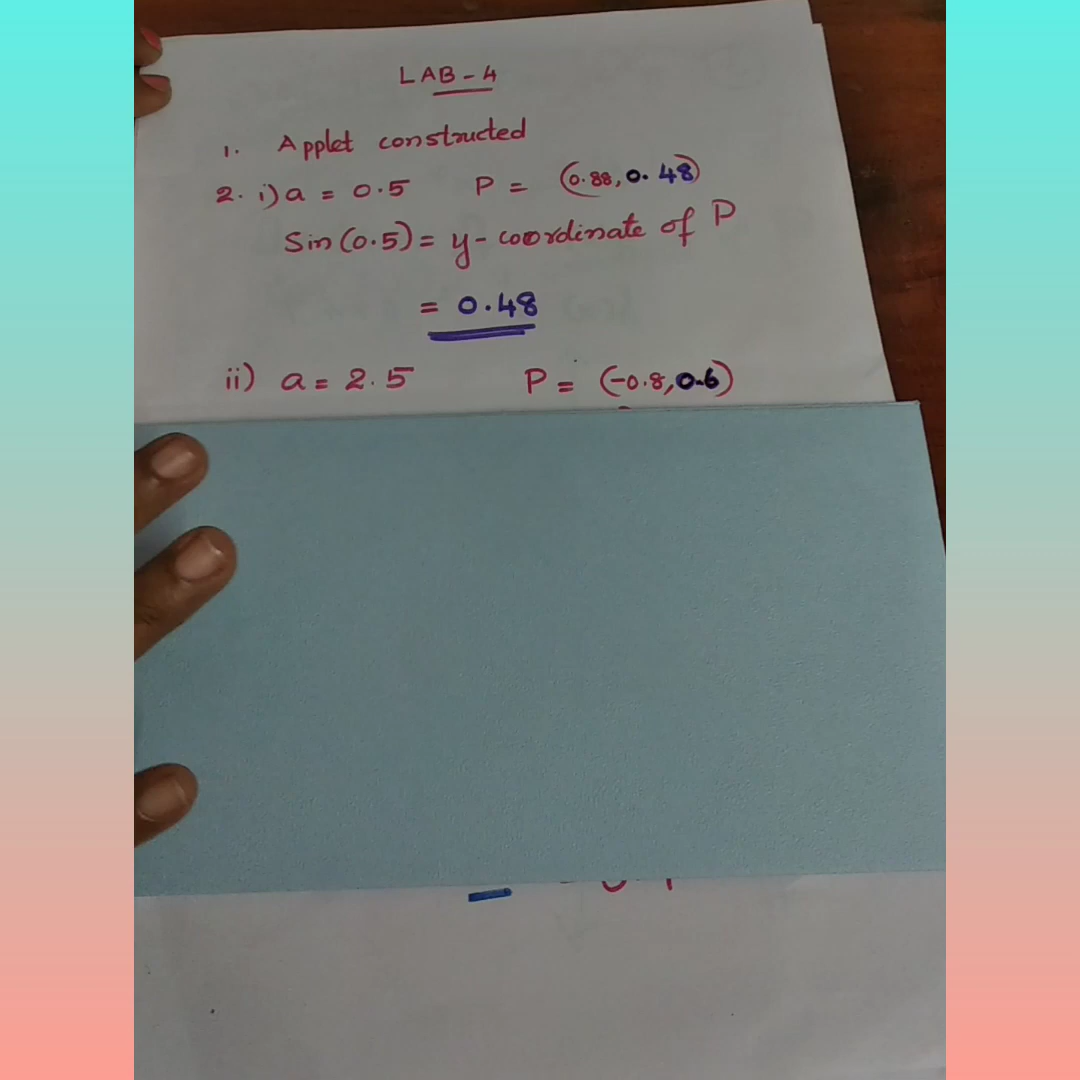 LAB-4
1. Applet constructed
2. i) a = 0.5 P = (0.88, 0.48)
Sin(0.5) = y-coordinate of P
= 0.48
ii) a = 2.5 P = (-0.8, 0.6)